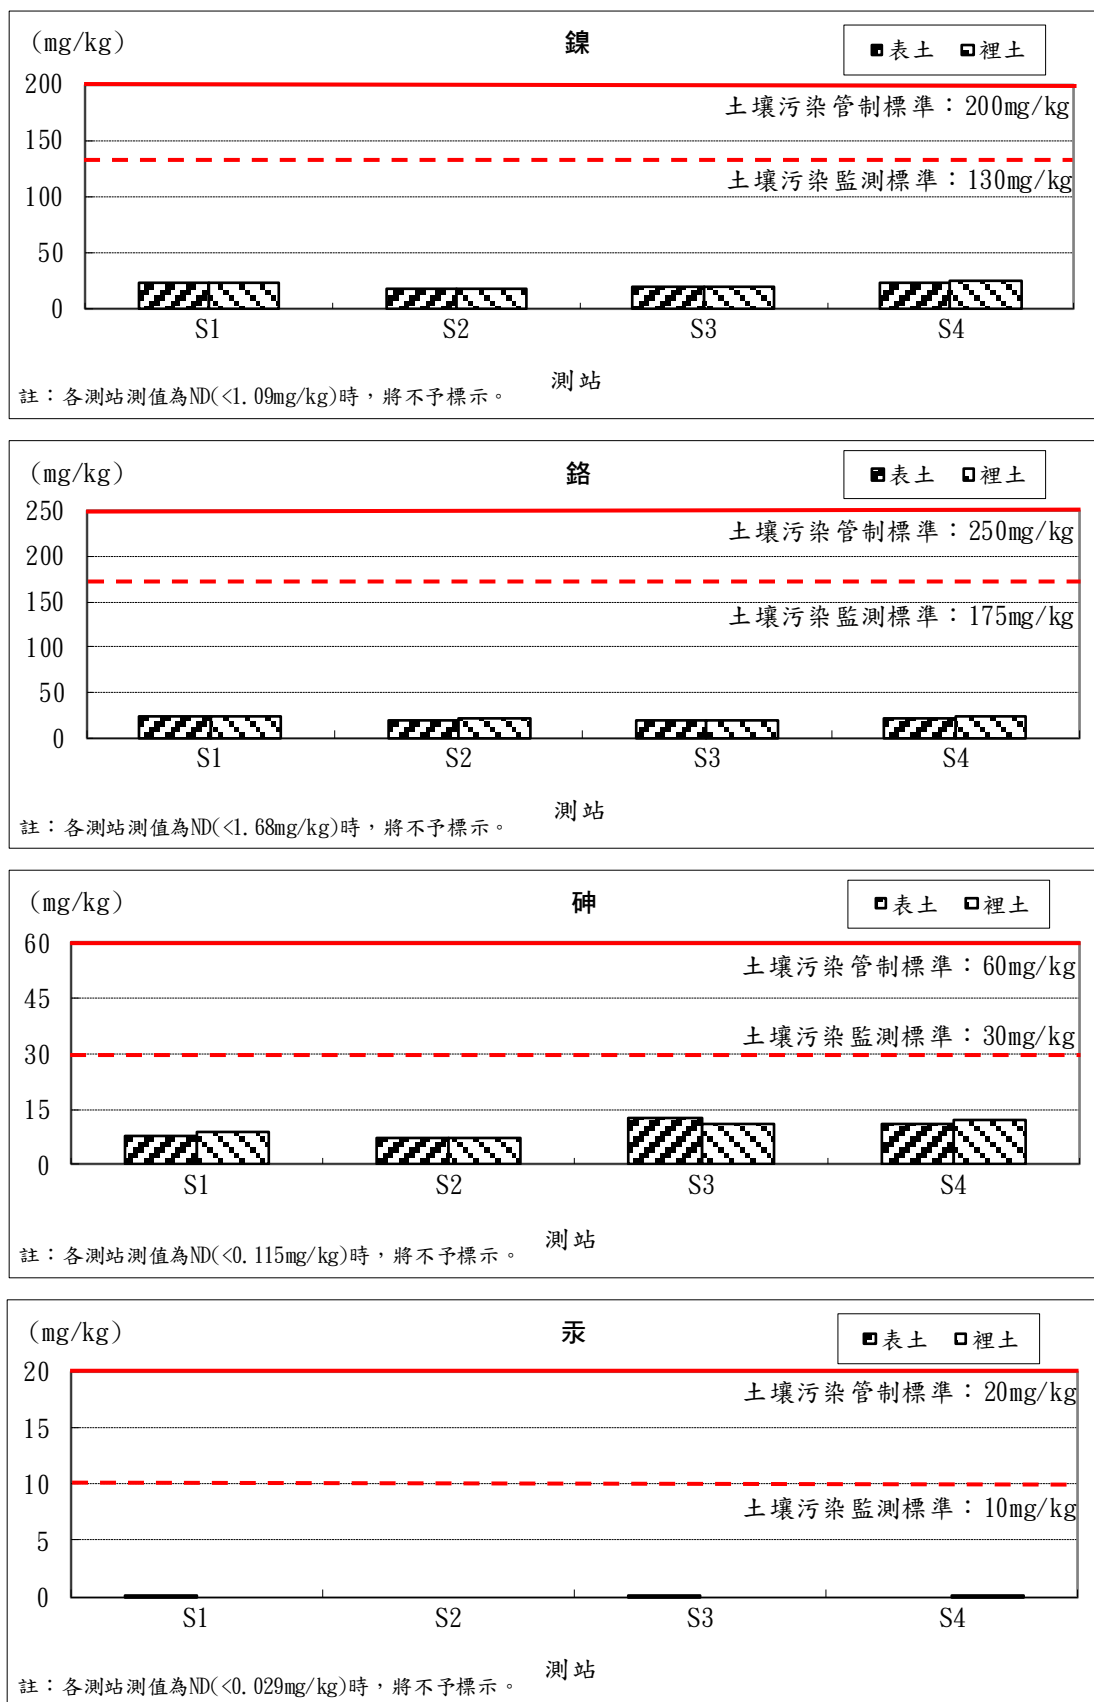 (mg/kg) 鎳 表土 裡土
200
土壤污染管制標準：200mg/kg
150
土壤污染監測標準：130mg/kg
100
50
0
S1 S2 S3 S4
測站
註：各測站測值為ND(<1.09mg/kg)時，將不予標示。
(mg/kg) 鉻 表土 裡土
250
土壤污染管制標準：250mg/kg
200
150
土壤污染監測標準：175mg/kg
100
50
0
S1 S2 S3 S4
測站
註：各測站測值為ND(<1.68mg/kg)時，將不予標示。
(mg/kg) 砷 表土 裡土
60
土壤污染管制標準：60mg/kg
45
土壤污染監測標準：30mg/kg
30
15
0
S1 S2 S3 S4
測站
註：各測站測值為ND(<0.115mg/kg)時，將不予標示。
(mg/kg) 汞 表土 裡土
20
土壤污染管制標準：20mg/kg
15
10
土壤污染監測標準：10mg/kg
5
0
S1 S2 S3 S4
測站
註：各測站測值為ND(<0.029mg/kg)時，將不予標示。